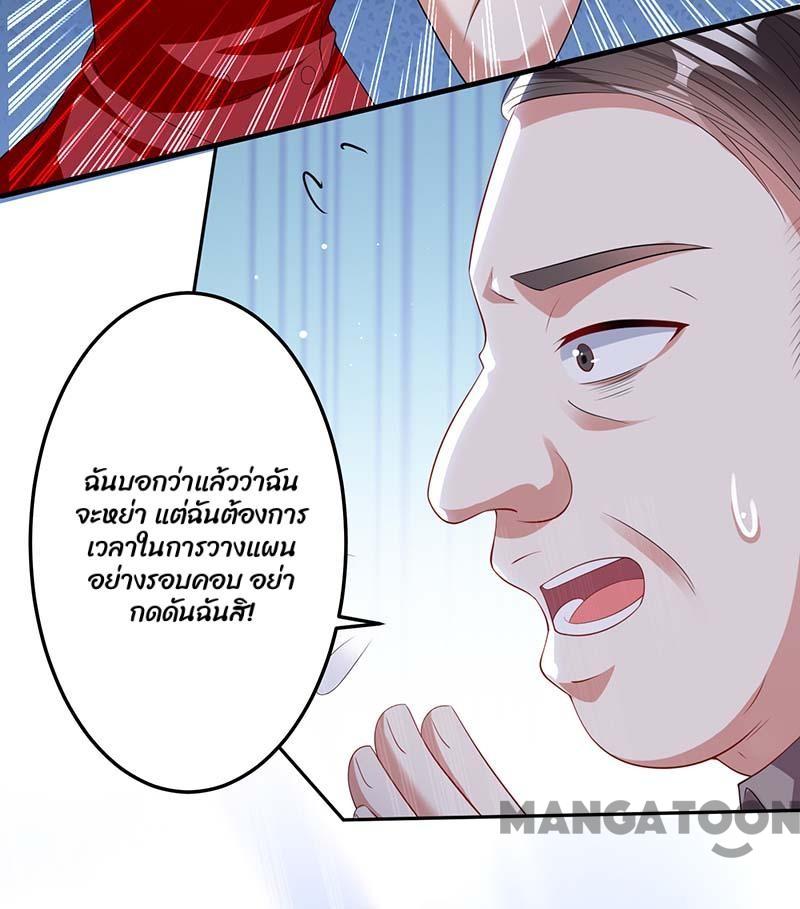 ฉันบอกว่าแล้วว่าฉัน
จะหย่า แต่ฉันต้องการ
เวลาในการวางแผน
อย่างรอบคอบ อย่า
กดดันฉันสิ!
MANGATOON